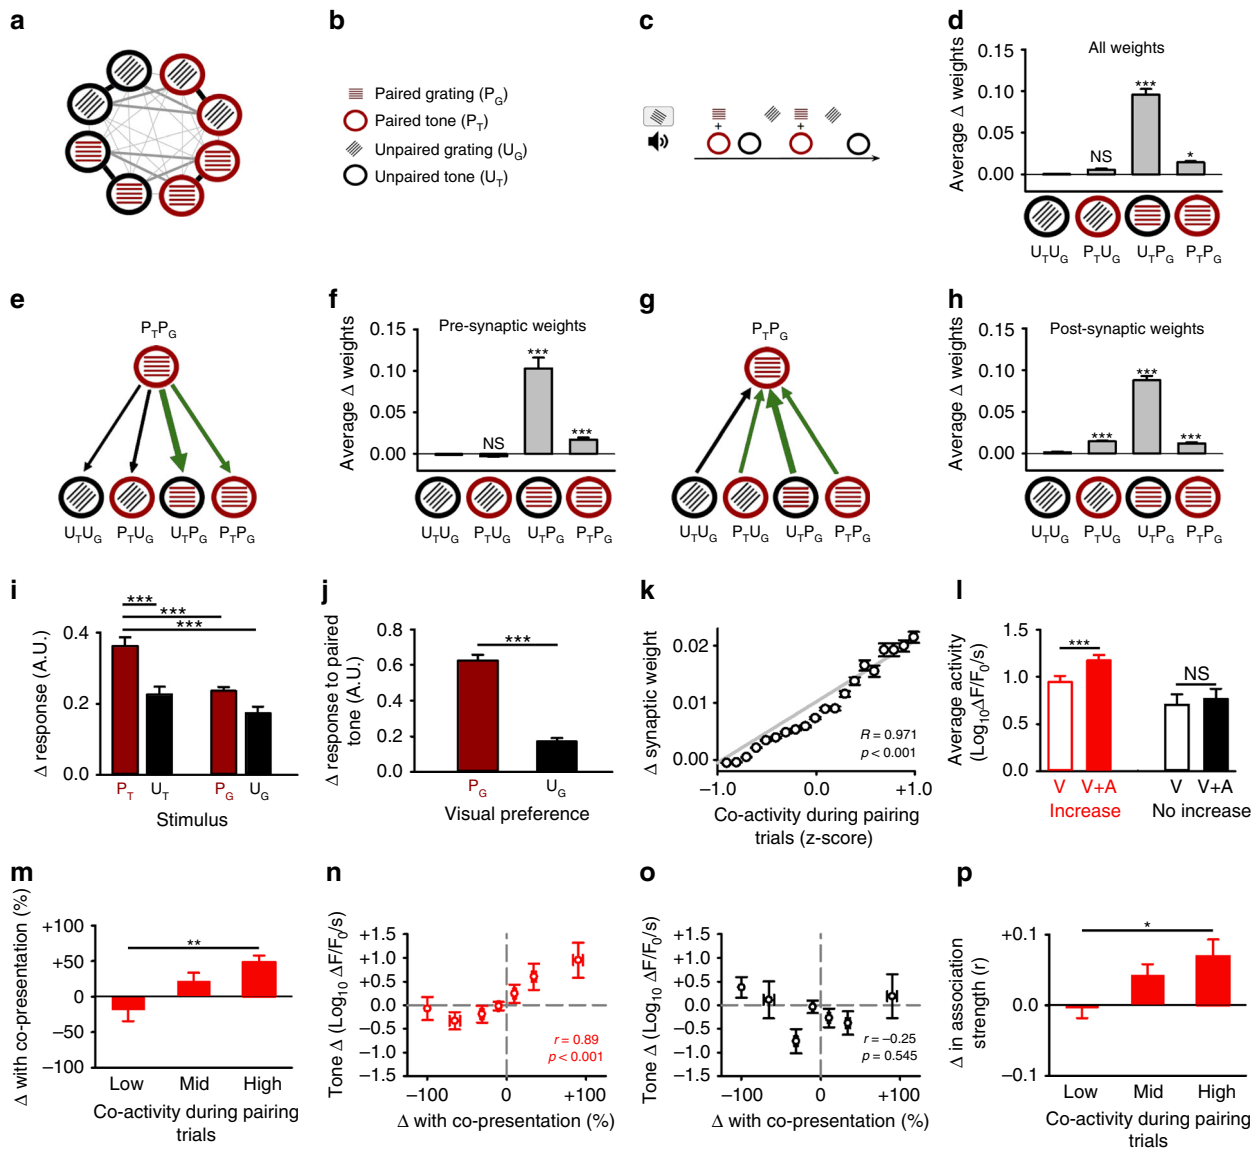 a
b
Paired grating (PG)
Paired tone (PT)
Unpaired grating (UG)
Unpaired tone (UT)
c
+
+
d
All weights
Average Δ weights
0.15
0.10
0.05
0.00
NS
***
*
UTUG PTUG UTPG PTPG
e
PTPG
UTUG PTUG UTPG PTPG
f
Pre-synaptic weights
Average Δ weights
0.15
0.10
0.05
0.00
NS
***
***
UTUG PTUG UTPG PTPG
g
PTPG
UTUG PTUG UTPG PTPG
h
Post-synaptic weights
Average Δ weights
0.15
0.10
0.05
0.00
***
***
***
UTUG PTUG UTPG PTPG
i
Δ response (A.U.)
0.4
0.2
0.0
***
***
***
PT UT PG UG
Stimulus
j
Δ response to paired
tone (A.U.)
0.8
0.6
0.4
0.2
0.0
***
PG UG
Visual preference
k
Δ synaptic weight
0.02
0.01
0.00
R = 0.971
p < 0.001
−1.0 0.0 +1.0
Co-activity during pairing
trials (z-score)
l
Average activity
(Log10 ΔF/F0/s)
1.5
1.0
0.5
0.0
***
NS
V V+A V V+A
Increase No increase
m
Δ with co-presentation (%)
+100
+50
0
−50
−100
**
Low Mid High
Co-activity during pairing
trials
n
Tone Δ (Log10 ΔF/F0/s)
+1.5
+1.0
+0.5
0.0
−0.5
−1.0
−1.5
r = 0.89
p < 0.001
−100 0 +100
Δ with co-presentation (%)
o
Tone Δ (Log10 ΔF/F0/s)
+1.5
+1.0
+0.5
0.0
−0.5
−1.0
−1.5
r = −0.25
p = 0.545
−100 0 +100
Δ with co-presentation (%)
p
Δ in association
strength (r)
+0.1
0.0
−0.1
*
Low Mid High
Co-activity during pairing
trials